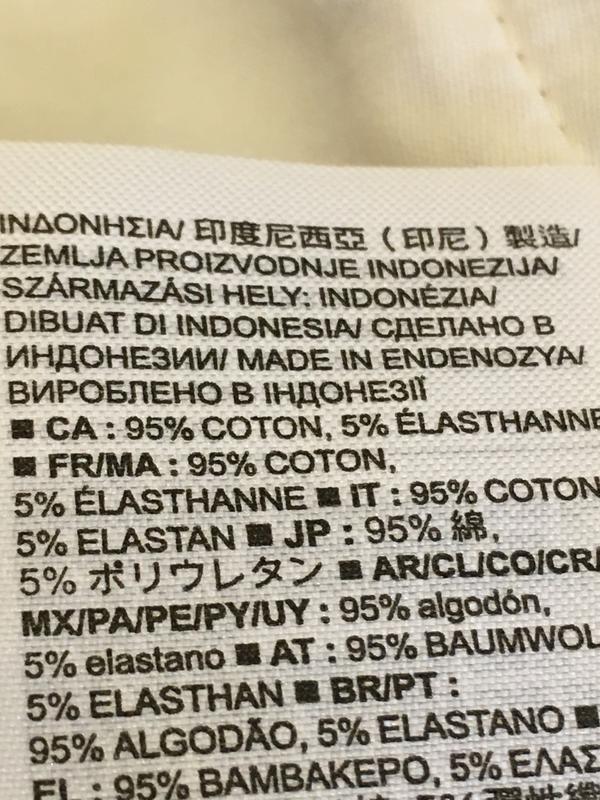 ΙΝΔΟΝΗΣΙΑ/ 印度尼西亞（印尼）製造/
ZEMLJA PROIZVODNJE INDONEZIJA/
SZÁRMAZÁSI HELY: INDONÉZIA/
DIBUAT DI INDONESIA/ СДЕЛАНО В
ИНДОНЕЗИИ/ MADE IN ENDENOZYA/
ВИРОБЛЕНО В ІНДОНЕЗІЇ
■ CA : 95% COTON, 5% ÉLASTHANNE
■ FR/MA : 95% COTON,
5% ÉLASTHANNE ■ IT : 95% COTON
5% ELASTAN ■ JP : 95% 綿,
5% ポリウレタン ■ AR/CL/CO/CR/
MX/PA/PE/PY/UY : 95% algodón,
5% elastano ■ AT : 95% BAUMWOL
5% ELASTHAN ■ BR/PT :
95% ALGODÃO, 5% ELASTANO ■
EL : 95% ΒΑΜΒΑΚΕΡΟ, 5% ΕΛΑΣ